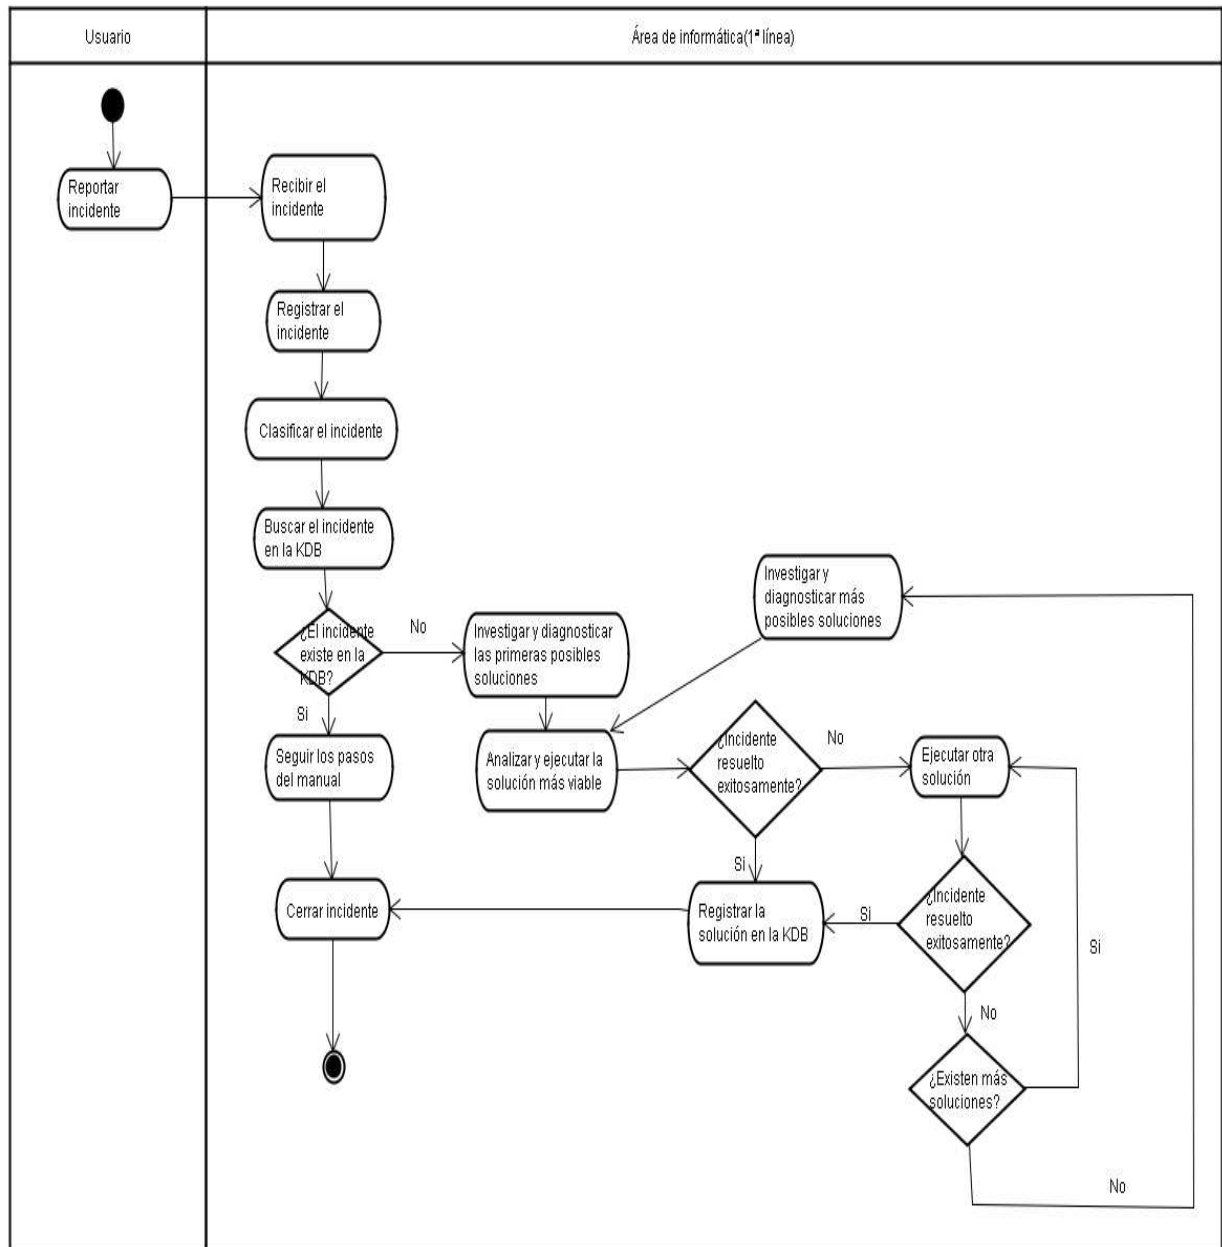 Usuario
Área de informática(1ª línea)
Reportar
incidente
Recibir el
incidente
Registrar el
incidente
Clasificar el incidente
Buscar el incidente
en la KDB
¿El incidente
existe en la
KDB?
No
Si
Investigar y diagnosticar
las primeras posibles
soluciones
Investigar y
diagnosticar más
posibles soluciones
Seguir los pasos
del manual
Analizar y ejecutar la
solución más viable
¿Incidente
resuelto
exitosamente?
No
Si
Ejecutar otra
solución
Cerrar incidente
Registrar la
solución en la KDB
Si
¿Incidente
resuelto
exitosamente?
Si
No
¿Existen más
soluciones?
No